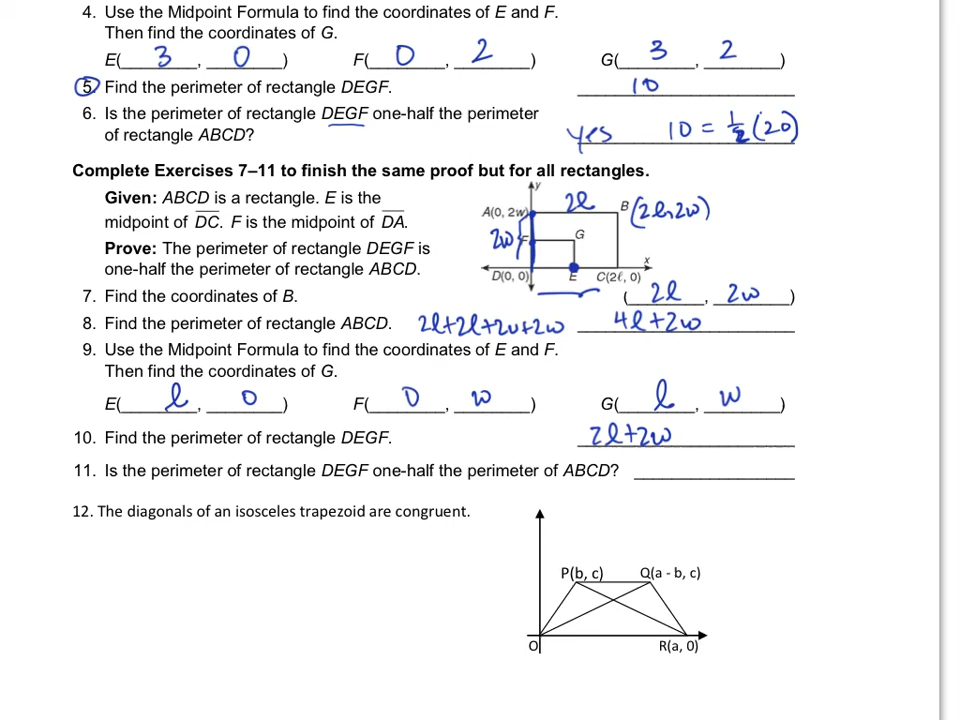 4. Use the Midpoint Formula to find the coordinates of E and F.
Then find the coordinates of G.
E( 3 , 0 ) F( 0 , 2 ) G( 3 , 2 )
5. Find the perimeter of rectangle DEGF. 10
6. Is the perimeter of rectangle DEGF one-half the perimeter
of rectangle ABCD? yes 10 = 1/2 (20)
Complete Exercises 7–11 to finish the same proof but for all rectangles.
Given: ABCD is a rectangle. E is the
midpoint of DC. F is the midpoint of DA.
Prove: The perimeter of rectangle DEGF is
one-half the perimeter of rectangle ABCD.
y
2l
A(0, 2w) B (2l, 2w)
2w F G
x
D(0, 0) E C(2ℓ, 0)
7. Find the coordinates of B. ( 2l , 2w )
8. Find the perimeter of rectangle ABCD. 2l+2l+2w+2w 4l+2w
9. Use the Midpoint Formula to find the coordinates of E and F.
Then find the coordinates of G.
E( l , 0 ) F( 0 , w ) G( l , w )
10. Find the perimeter of rectangle DEGF. 2l+2w
11. Is the perimeter of rectangle DEGF one-half the perimeter of ABCD?
12. The diagonals of an isosceles trapezoid are congruent.
P(b, c) Q(a - b, c)
O R(a, 0)